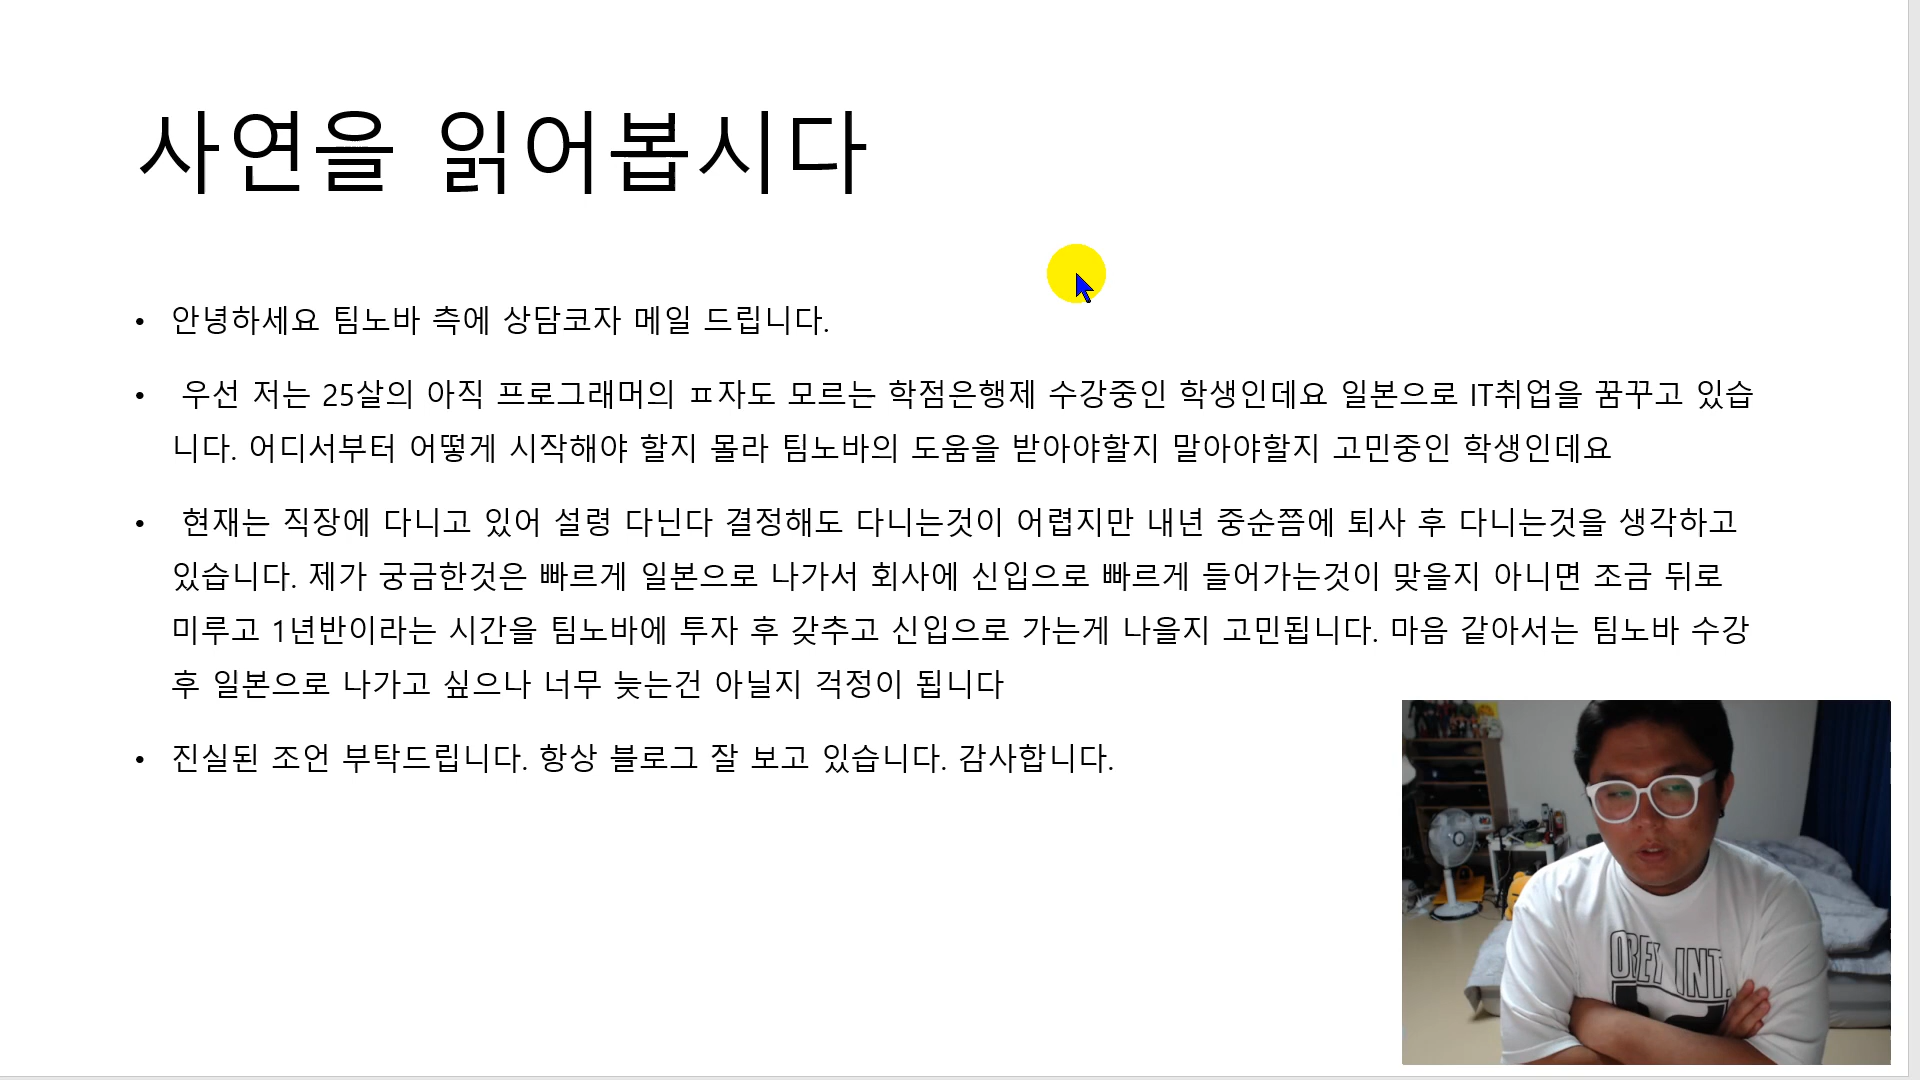 사연을 읽어봅시다
• 안녕하세요 팀노바 측에 상담코자 메일 드립니다.
• 우선 저는 25살의 아직 프로그래머의 ㅍ자도 모르는 학점은행제 수강중인 학생인데요 일본으로 IT취업을 꿈꾸고 있습
니다. 어디서부터 어떻게 시작해야 할지 몰라 팀노바의 도움을 받아야할지 말아야할지 고민중인 학생인데요
• 현재는 직장에 다니고 있어 설령 다닌다 결정해도 다니는것이 어렵지만 내년 중순쯤에 퇴사 후 다니는것을 생각하고
있습니다. 제가 궁금한것은 빠르게 일본으로 나가서 회사에 신입으로 빠르게 들어가는것이 맞을지 아니면 조금 뒤로
미루고 1년반이라는 시간을 팀노바에 투자 후 갖추고 신입으로 가는게 나을지 고민됩니다. 마음 같아서는 팀노바 수강
후 일본으로 나가고 싶으나 너무 늦는건 아닐지 걱정이 됩니다
• 진실된 조언 부탁드립니다. 항상 블로그 잘 보고 있습니다. 감사합니다.
OBEY INT.